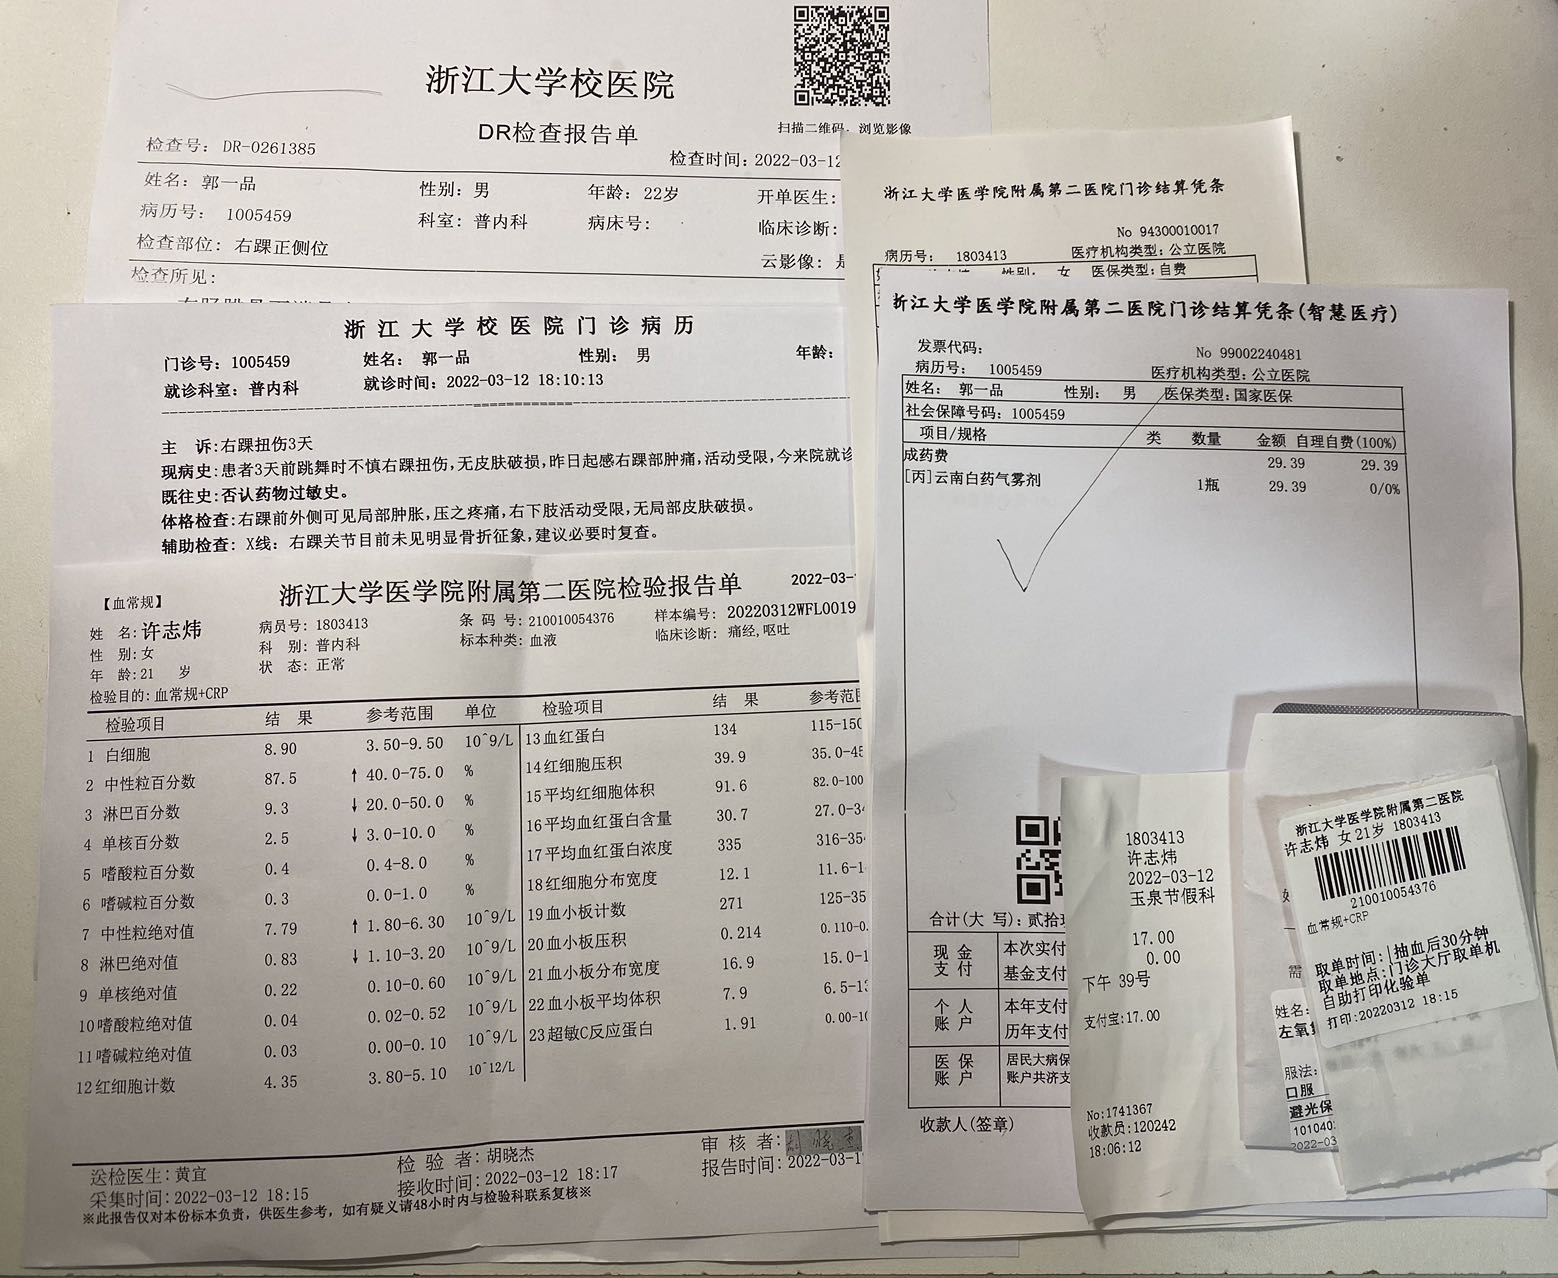 浙江大学校医院
DR检查报告单
扫描二维码，浏览影像
检查号: DR-0261385
检查时间: 2022-03-12
姓名: 郭一品 性别: 男 年龄: 22岁 开单医生:
病历号: 1005459 科室: 普内科 病床号: 临床诊断:
检查部位: 右踝正侧位 云影像:
检查所见:
浙江大学校医院门诊病历
门诊号: 1005459 姓名: 郭一品 性别: 男 年龄:
就诊科室: 普内科 就诊时间: 2022-03-12 18:10:13
主 诉:右踝扭伤3天
现病史:患者3天前跳舞时不慎右踝扭伤,无皮肤破损,昨日起感右踝部肿痛,活动受限,今来院就诊
既往史:否认药物过敏史。
体格检查:右踝前外侧可见局部肿胀,压之疼痛,右下肢活动受限,无局部皮肤破损。
辅助检查: X线: 右踝关节目前未见明显骨折征象,建议必要时复查。
浙江大学医学院附属第二医院检验报告单
2022-03-
【血常规】
姓 名:许志炜 病员号: 1803413 条 码 号: 210010054376 样本编号: 20220312WFL0019
性 别:女 科 别: 普内科 标本种类: 血液 临床诊断: 痛经,呕吐
年 龄:21 岁 状 态: 正常
检验目的: 血常规+CRP
检验项目 结 果 参考范围 单位 检验项目 结 果 参考范围
1 白细胞 8.90 3.50-9.50 10^9/L 13血红蛋白 134 115-150
2 中性粒百分数 87.5 ↑ 40.0-75.0 % 14红细胞压积 39.9 35.0-45
3 淋巴百分数 9.3 ↓ 20.0-50.0 % 15平均红细胞体积 91.6 82.0-100
4 单核百分数 2.5 ↓ 3.0-10.0 % 16平均血红蛋白含量 30.7 27.0-34
5 嗜酸粒百分数 0.4 0.4-8.0 % 17平均血红蛋白浓度 335 316-354
6 嗜碱粒百分数 0.3 0.0-1.0 % 18红细胞分布宽度 12.1 11.6-1
7 中性粒绝对值 7.79 ↑ 1.80-6.30 10^9/L 19血小板计数 271 125-35
8 淋巴绝对值 0.83 ↓ 1.10-3.20 10^9/L 20血小板压积 0.214 0.110-0.
9 单核绝对值 0.22 0.10-0.60 10^9/L 21血小板分布宽度 16.9 15.0-1
10嗜酸粒绝对值 0.04 0.02-0.52 10^9/L 22血小板平均体积 7.9 6.5-13
11嗜碱粒绝对值 0.03 0.00-0.10 10^9/L 23超敏C反应蛋白 1.91 0.00-10
12红细胞计数 4.35 3.80-5.10 10^12/L
送检医生: 黄宜 检 验 者: 胡晓杰 审 核 者:
采集时间: 2022-03-12 18:15 接收时间: 2022-03-12 18:17 报告时间: 2022-03-1
※此报告仅对本份标本负责, 供医生参考, 如有疑义请48小时内与检验科联系复核※
浙江大学医学院附属第二医院门诊结算凭条
No 94300010017
病历号: 1803413 医疗机构类型: 公立医院
性别: 女 医保类型: 自费
浙江大学医学院附属第二医院门诊结算凭条(智慧医疗)
发票代码: No 99002240481
病历号: 1005459 医疗机构类型: 公立医院
姓名: 郭一品 性别: 男 医保类型: 国家医保
社会保障号码: 1005459
项目/规格 类 数量 金额 自理自费(100%)
成药费 29.39 29.39
[丙]云南白药气雾剂 1瓶 29.39 0/0%
合计(大 写): 贰拾
现 金 支 付 本次实付
基金支付
个 人 账 户 本年支付
历年支付
医 保 账 户 居民大病保
账户共济支
收款人(签章)
1803413
许志炜
2022-03-12
玉泉节假科
17.00
0.00
下午 39号
支付宝:17.00
No:1741367
收款员:120242
18:06:12
浙江大学医学院附属第二医院
许志炜 女 21岁 1803413
210010054376
血常规+CRP
取单时间: 抽血后30分钟
取单地点: 门诊大厅取单机
自助打印化验单
打印:20220312 18:15
需
姓名:
左氧
服法:
口服
避光保
101040
2022-03